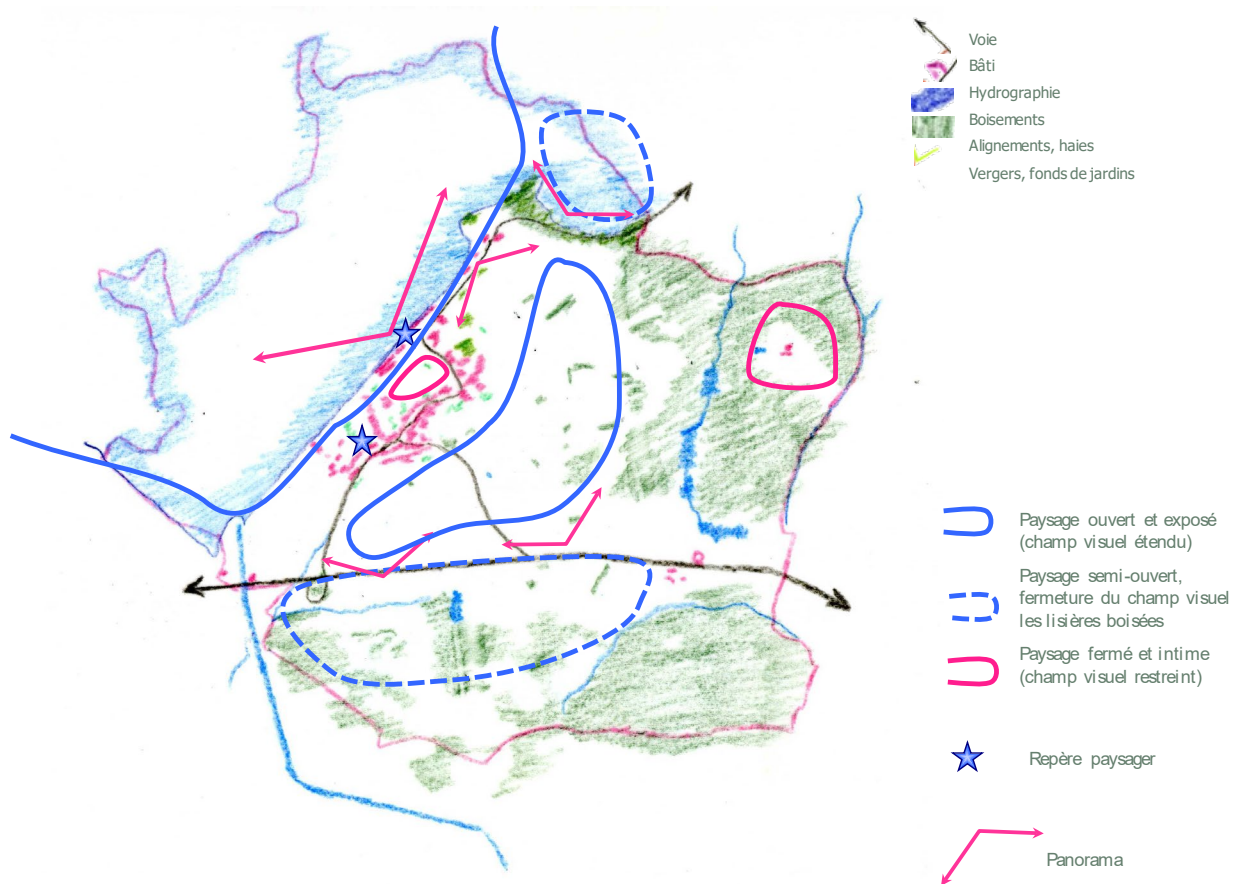 Voie
Bâti
Hydrographie
Boisements
Alignements, haies
Vergers, fonds de jardins
Paysage ouvert et exposé
(champ visuel étendu)
Paysage semi-ouvert,
fermeture du champ visuel
les lisières boisées
Paysage fermé et intime
(champ visuel restreint)
Repère paysager
Panorama